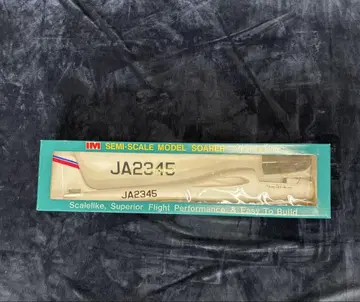 IM SEMI-SCALE MODEL SOARER
JA2345
JA2345
Scalelike, Superior Flight Performance & Easy To Build